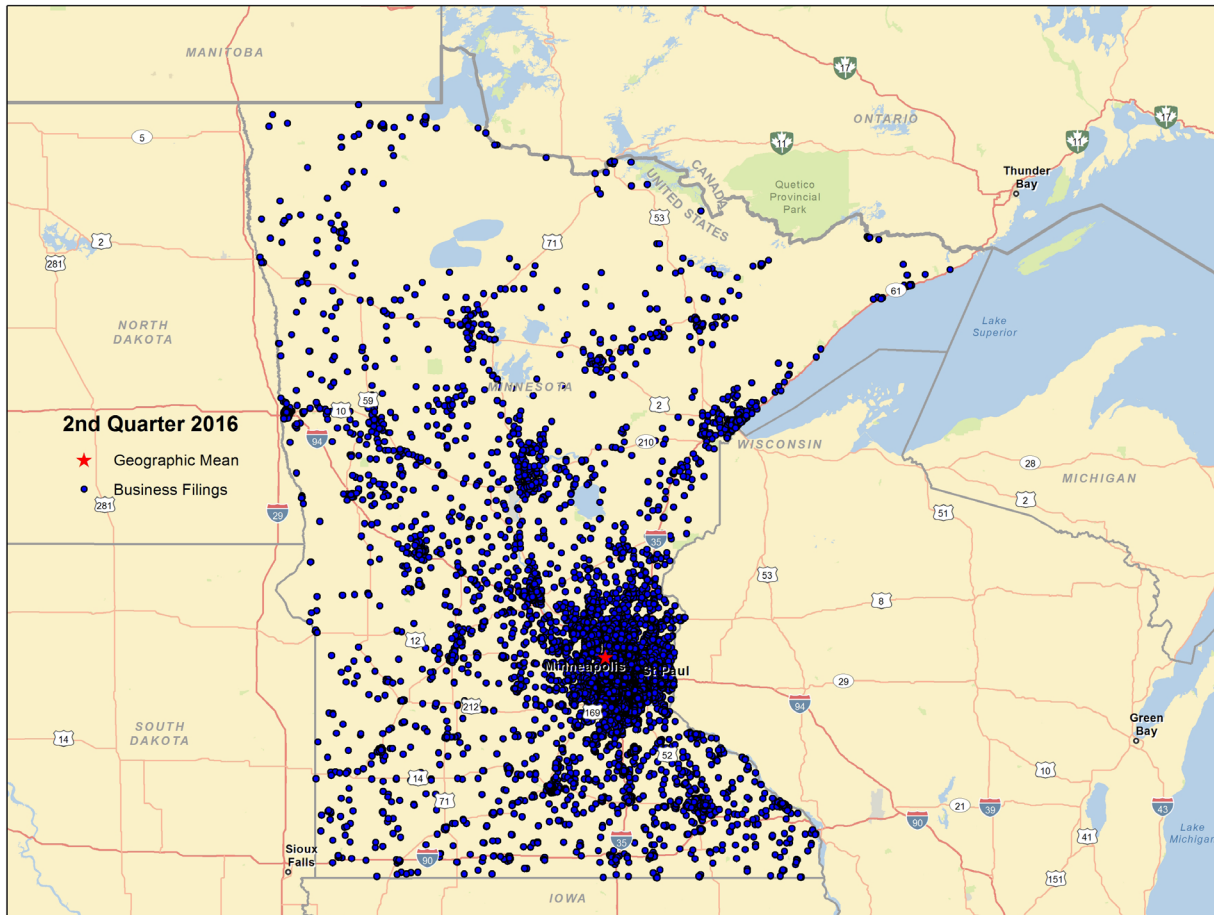 MANITOBA
17
17
5
ONTARIO
11
11
Thunder
Bay
CANADA
UNITED STATES
Quetico
Provincial
Park
53
2
71
281
61
NORTH
DAKOTA
Lake
Superior
MINNESOTA
59
10
2
2nd Quarter 2016
94
210
WISCONSIN
Geographic Mean
28
MICHIGAN
Business Filings
2
281
29
51
35
53
8
12
Minneapolis
St Paul
29
212
169
94
SOUTH
DAKOTA
Green
Bay
14
52
10
14
71
21
39
43
90
35
41
Lake
Michigan
Sioux
Falls
90
151
IOWA